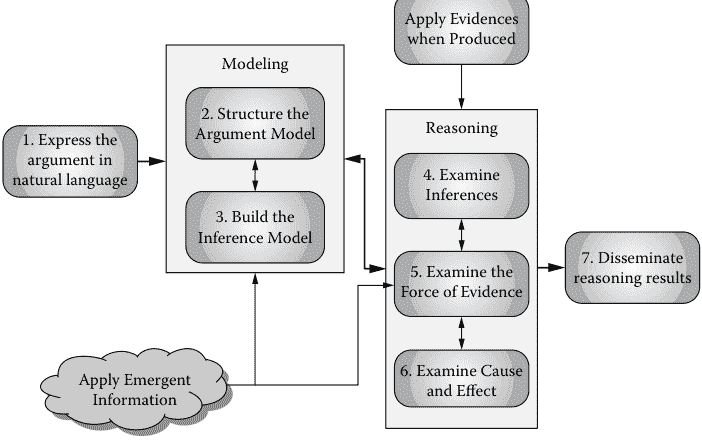 Apply Evidences
when Produced
Modeling
2. Structure the
Argument Model
1. Express the
argument in
natural language
3. Build the
Inference Model
Reasoning
4. Examine
Inferences
5. Examine the
Force of Evidence
6. Examine Cause
and Effect
7. Disseminate
reasoning results
Apply Emergent
Information